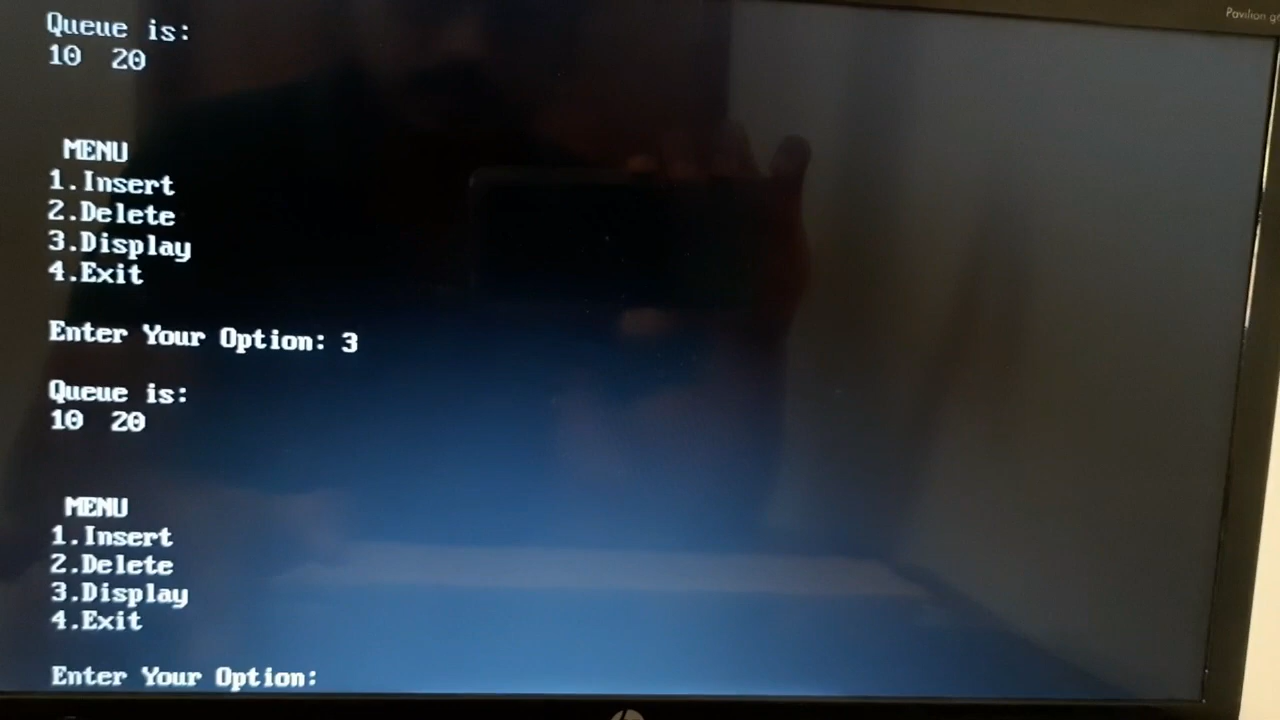 Pavilion
Queue is:
10 20
MENU
1.Insert
2.Delete
3.Display
4.Exit
Enter Your Option: 3
Queue is:
10 20
MENU
1.Insert
2.Delete
3.Display
4.Exit
Enter Your Option: